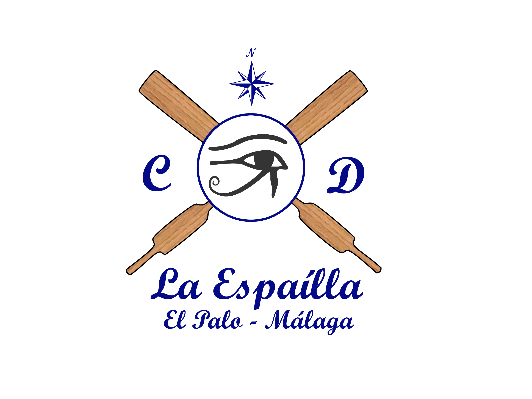 N
C D
La Espaílla
El Palo - Málaga